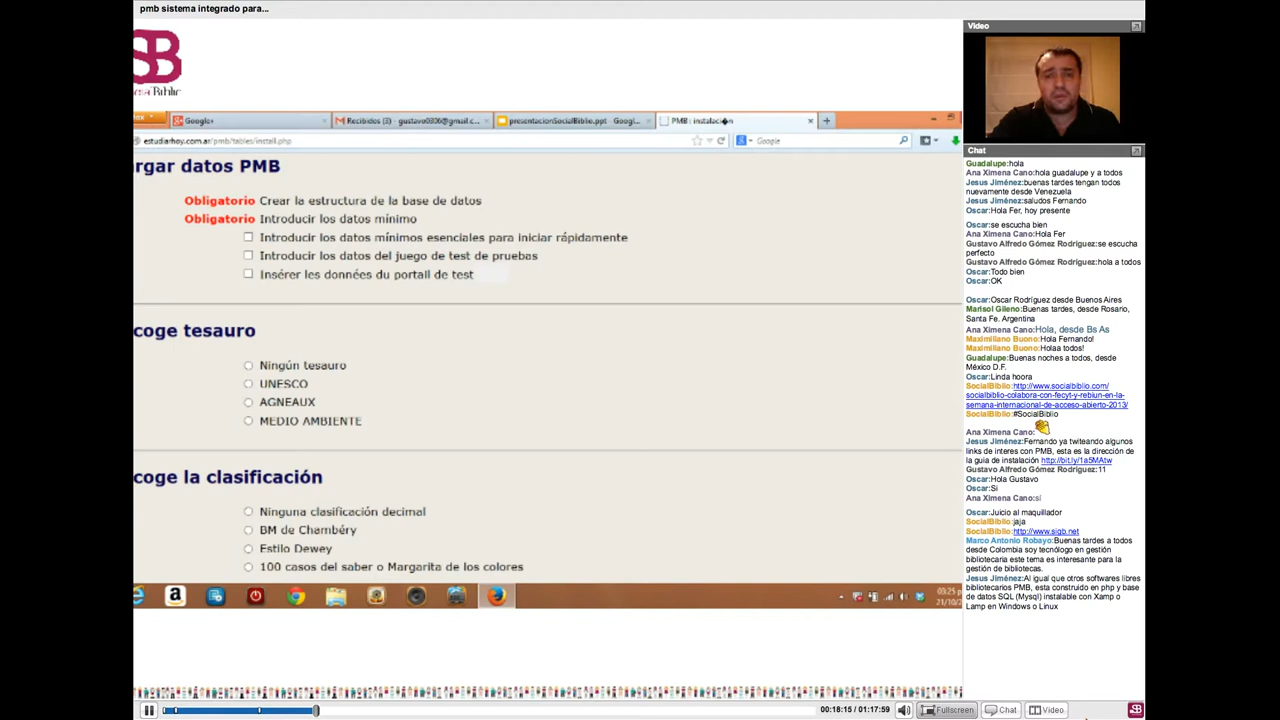 pmb sistema integrado para...
SB
Google+
Recibidos (3) - gustavo0806@gmail.c...
presentacionSocialBiblio.ppt - Googl...
PMB : instalaci�n
estudiarhoy.com.ar/pmb/tables/install.php
Google
rgar datos PMB
Obligatorio Crear la estructura de la base de datos
Obligatorio Introducir los datos mínimo
Introducir los datos mínimos esenciales para iniciar rápidamente
Introducir los datos del juego de test de pruebas
Insérer les données du portail de test
coge tesauro
Ningún tesauro
UNESCO
AGNEAUX
MEDIO AMBIENTE
coge la clasificación
Ninguna clasificación decimal
BM de Chambéry
Estilo Dewey
100 casos del saber o Margarita de los colores
03:25 p
21/10/2
Video
Chat
Guadalupe:hola
Ana Ximena Cano:hola guadalupe y a todos
Jesus Jiménez:buenas tardes tengan todos
nuevamente desde Venezuela
Jesus Jiménez:saludos Fernando
Oscar:Hola Fer, hoy presente
Oscar:se escucha bien
Ana Ximena Cano:Hola Fer
Gustavo Alfredo Gómez Rodríguez:se escucha
perfecto
Gustavo Alfredo Gómez Rodríguez:hola a todos
Oscar:Todo bien
Oscar:OK
Oscar:Oscar Rodríguez desde Buenos Aires
Marisol Gileno:Buenas tardes, desde Rosario,
Santa Fe. Argentina
Ana Ximena Cano:Hola, desde Bs As
Maximiliano Buono:Hola Fernando!
Maximiliano Buono:Holaa todos!
Guadalupe:Buenas noches a todos, desde
México D.F.
Oscar:Linda hoora
SocialBiblio:http://www.socialbiblio.com/
socialbiblio-colabora-con-fecyt-y-rebiun-en-la-
semana-internacional-de-acceso-abierto-2013/
SocialBiblio:#SocialBiblio
Ana Ximena Cano:
Jesus Jiménez:Fernando ya twiteando algunos
links de interes con PMB, esta es la dirección de
la guia de instalación http://bit.ly/1a5MAtw
Gustavo Alfredo Gómez Rodríguez:11
Oscar:Hola Gustavo
Oscar:Si
Ana Ximena Cano:sí
Oscar:Juicio al maquillador
SocialBiblio:jaja
SocialBiblio:http://www.sigb.net
Marco Antonio Robayo:Buenas tardes a todos
desde Colombia soy tecnólogo en gestión
bibliotecaria este tema es interesante para la
gestión de bibliotecas.
Jesus Jiménez:Al igual que otros softwares libres
bibliotecanos PMB, esta construido en php y base
de datos SQL (Mysql) instalable con Xamp o
Lamp en Windows o Linux
00:18:15 / 01:17:59
Fullscreen
Chat
Video
SB